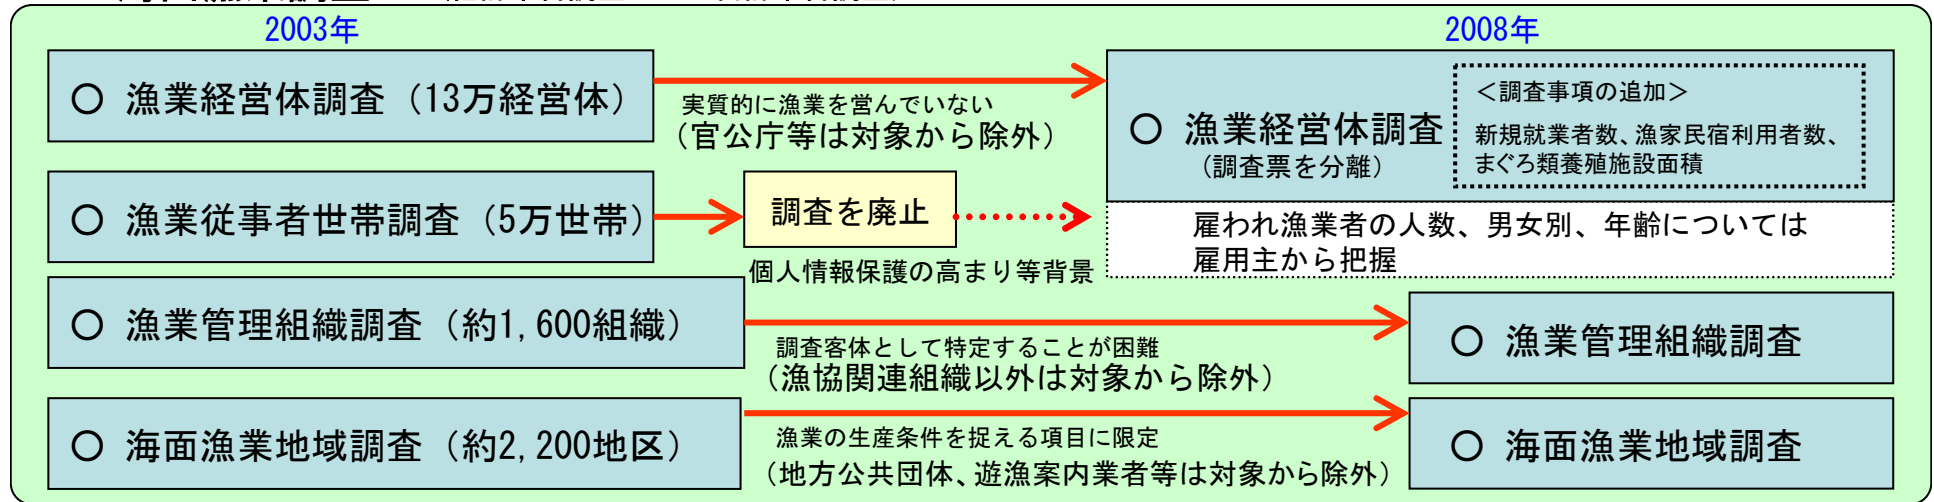 2003年
2008年
○ 漁業経営体調査（13万経営体）
実質的に漁業を営んでいない
（官公庁等は対象から除外）
○ 漁業経営体調査
（調査票を分離）
＜調査事項の追加＞
新規就業者数、漁家民宿利用者数、
まぐろ類養殖施設面積
○ 漁業従事者世帯調査（5万世帯）
調査を廃止
個人情報保護の高まり等背景
雇われ漁業者の人数、男女別、年齢については
雇用主から把握
○ 漁業管理組織調査（約1,600組織）
調査客体として特定することが困難
（漁協関連組織以外は対象から除外）
○ 漁業管理組織調査
○ 海面漁業地域調査（約2,200地区）
漁業の生産条件を捉える項目に限定
（地方公共団体、遊漁案内業者等は対象から除外）
○ 海面漁業地域調査